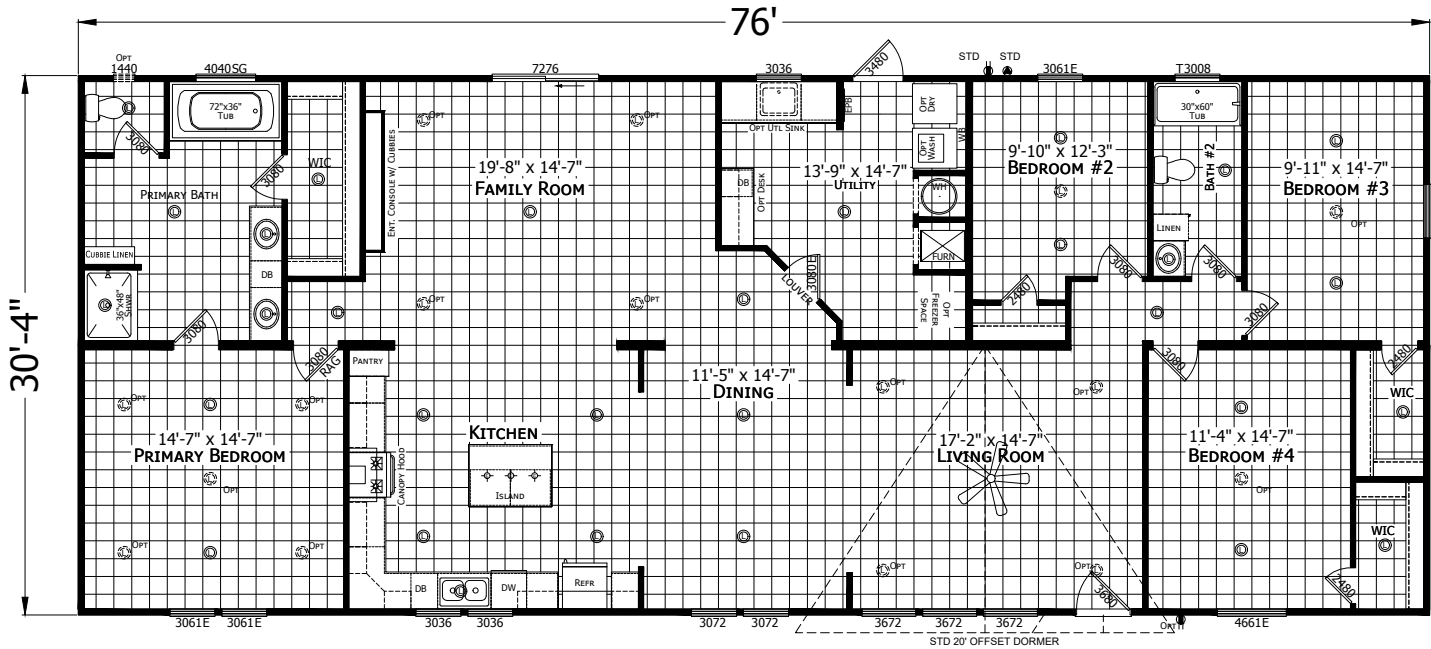 76'
30'-4"
OPT
1440
4040SG
7276
3036
3480
STD
STD
3061E
T3008
72"x36"
TUB
3080
WIC
3080
PRIMARY BATH
CUBBIE LINEN
36"x48"
SHWR
DB
3080
ENT. CONSOLE W/ CUBBIES
OPT
OPT
19'-8" x 14'-7"
FAMILY ROOM
OPT
OPT
OPT UTL SINK
EPB
OPT
DRY
OPT
WASH
WB
DB
OPT DESK
13'-9" x 14'-7"
UTILITY
WH
FURN
3080E
LOUVER
OPT
FREEZER
SPACE
9'-10" x 12'-3"
BEDROOM #2
2480
3080
30"x60"
TUB
BATH #2
LINEN
3080
9'-11" x 14'-7"
BEDROOM #3
OPT
3080
3080
RAG
OPT
OPT
14'-7" x 14'-7"
PRIMARY BEDROOM
OPT
OPT
OPT
PANTRY
CANOPY HOOD
KITCHEN
ISLAND
DB
DW
REFR
11'-5" x 14'-7"
DINING
OPT
OPT
17'-2" x 14'-7"
LIVING ROOM
OPT
OPT
3680
3080
11'-4" x 14'-7"
BEDROOM #4
OPT
2480
WIC
WIC
2480
3061E
3061E
3036
3036
3072
3072
3672
3672
3672
OPT
4661E
STD 20' OFFSET DORMER